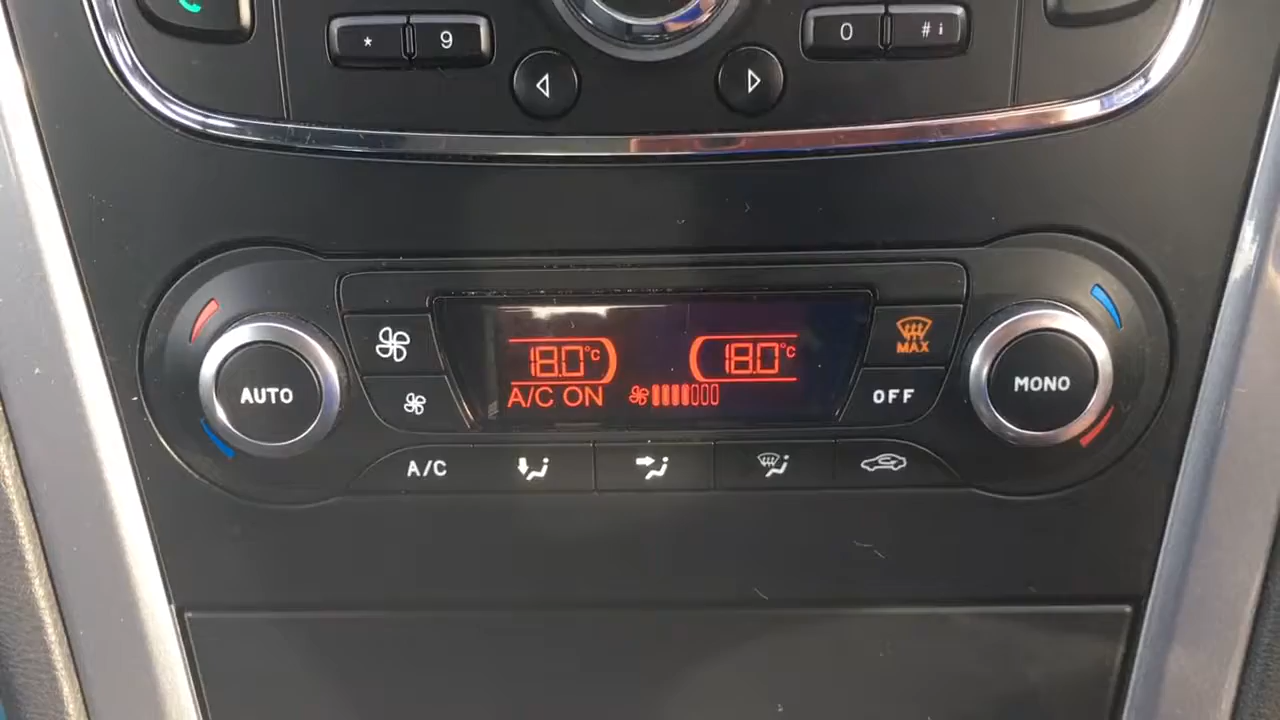 * 9 0 # i
18.0°C 18.0°C
A/C ON
MAX
AUTO OFF MONO
A/C